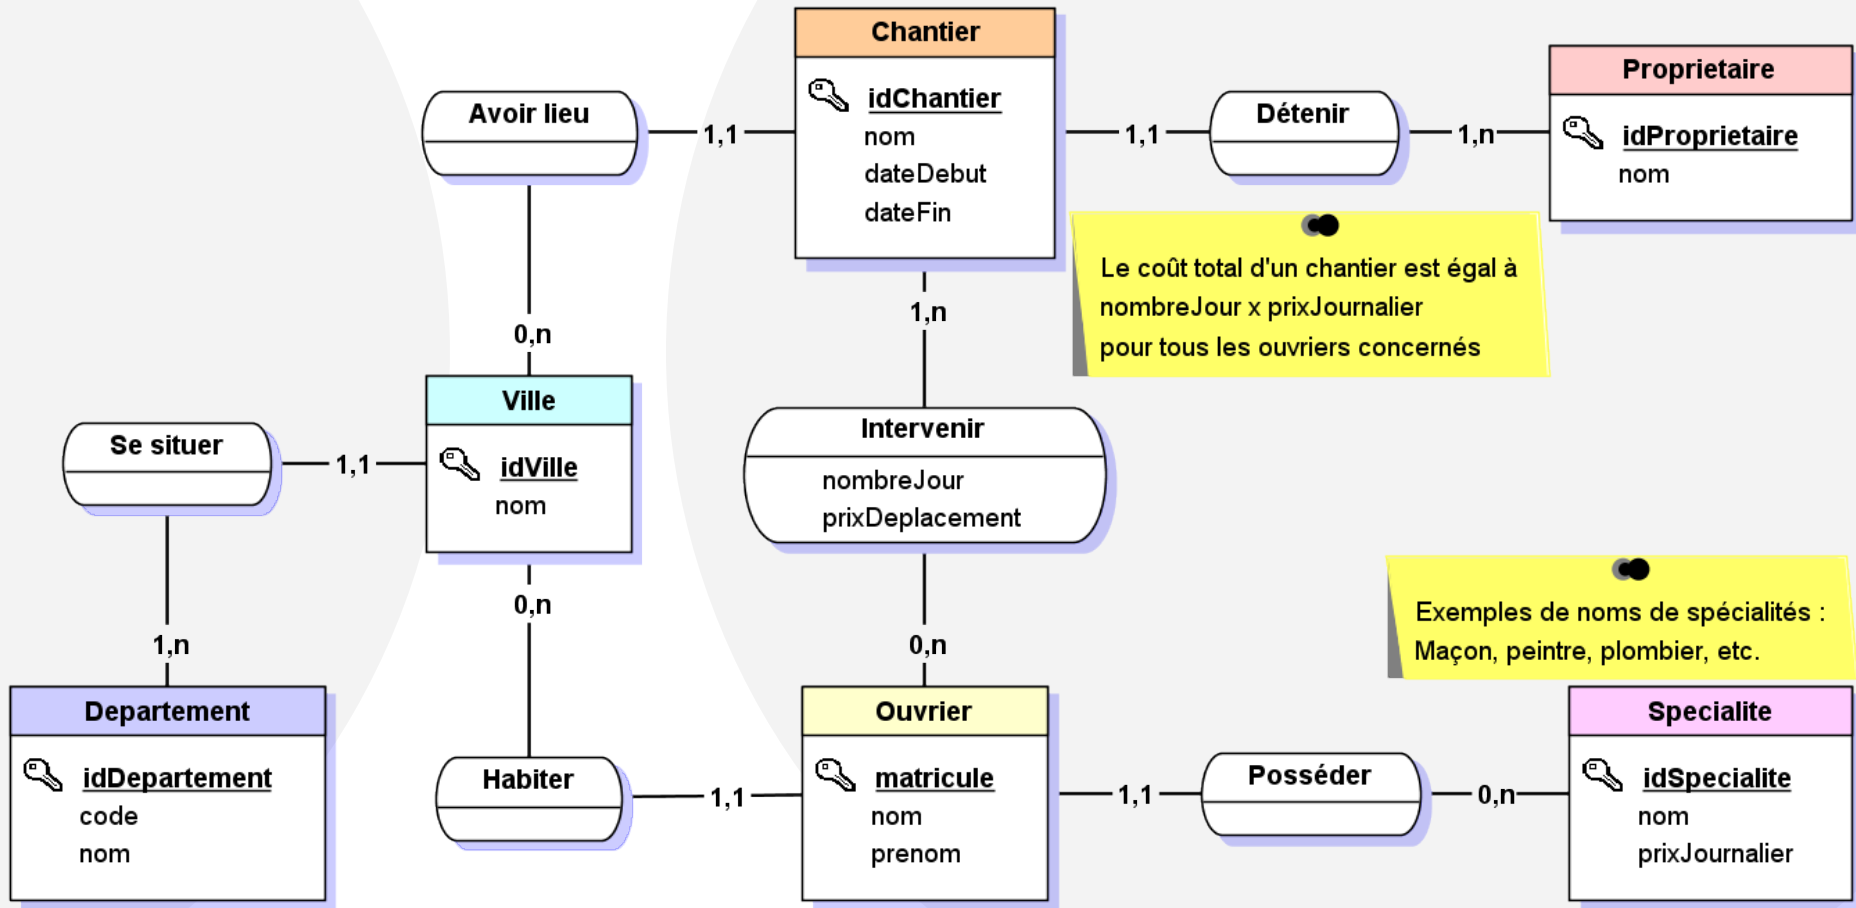 Chantier
idChantier
nom
dateDebut
dateFin
Proprietaire
idProprietaire
nom
Avoir lieu
1,1
1,1
Détenir
1,n
Le coût total d'un chantier est égal à
nombreJour x prixJournalier
pour tous les ouvriers concernés
0,n
1,n
Ville
idVille
nom
Se situer
1,1
Intervenir
nombreJour
prixDeplacement
1,n
0,n
0,n
Exemples de noms de spécialités :
Maçon, peintre, plombier, etc.
Departement
idDepartement
code
nom
Habiter
1,1
Ouvrier
matricule
nom
prenom
1,1
Posséder
0,n
Specialite
idSpecialite
nom
prixJournalier